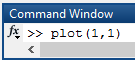 Command Window
fx >> plot(1,1)